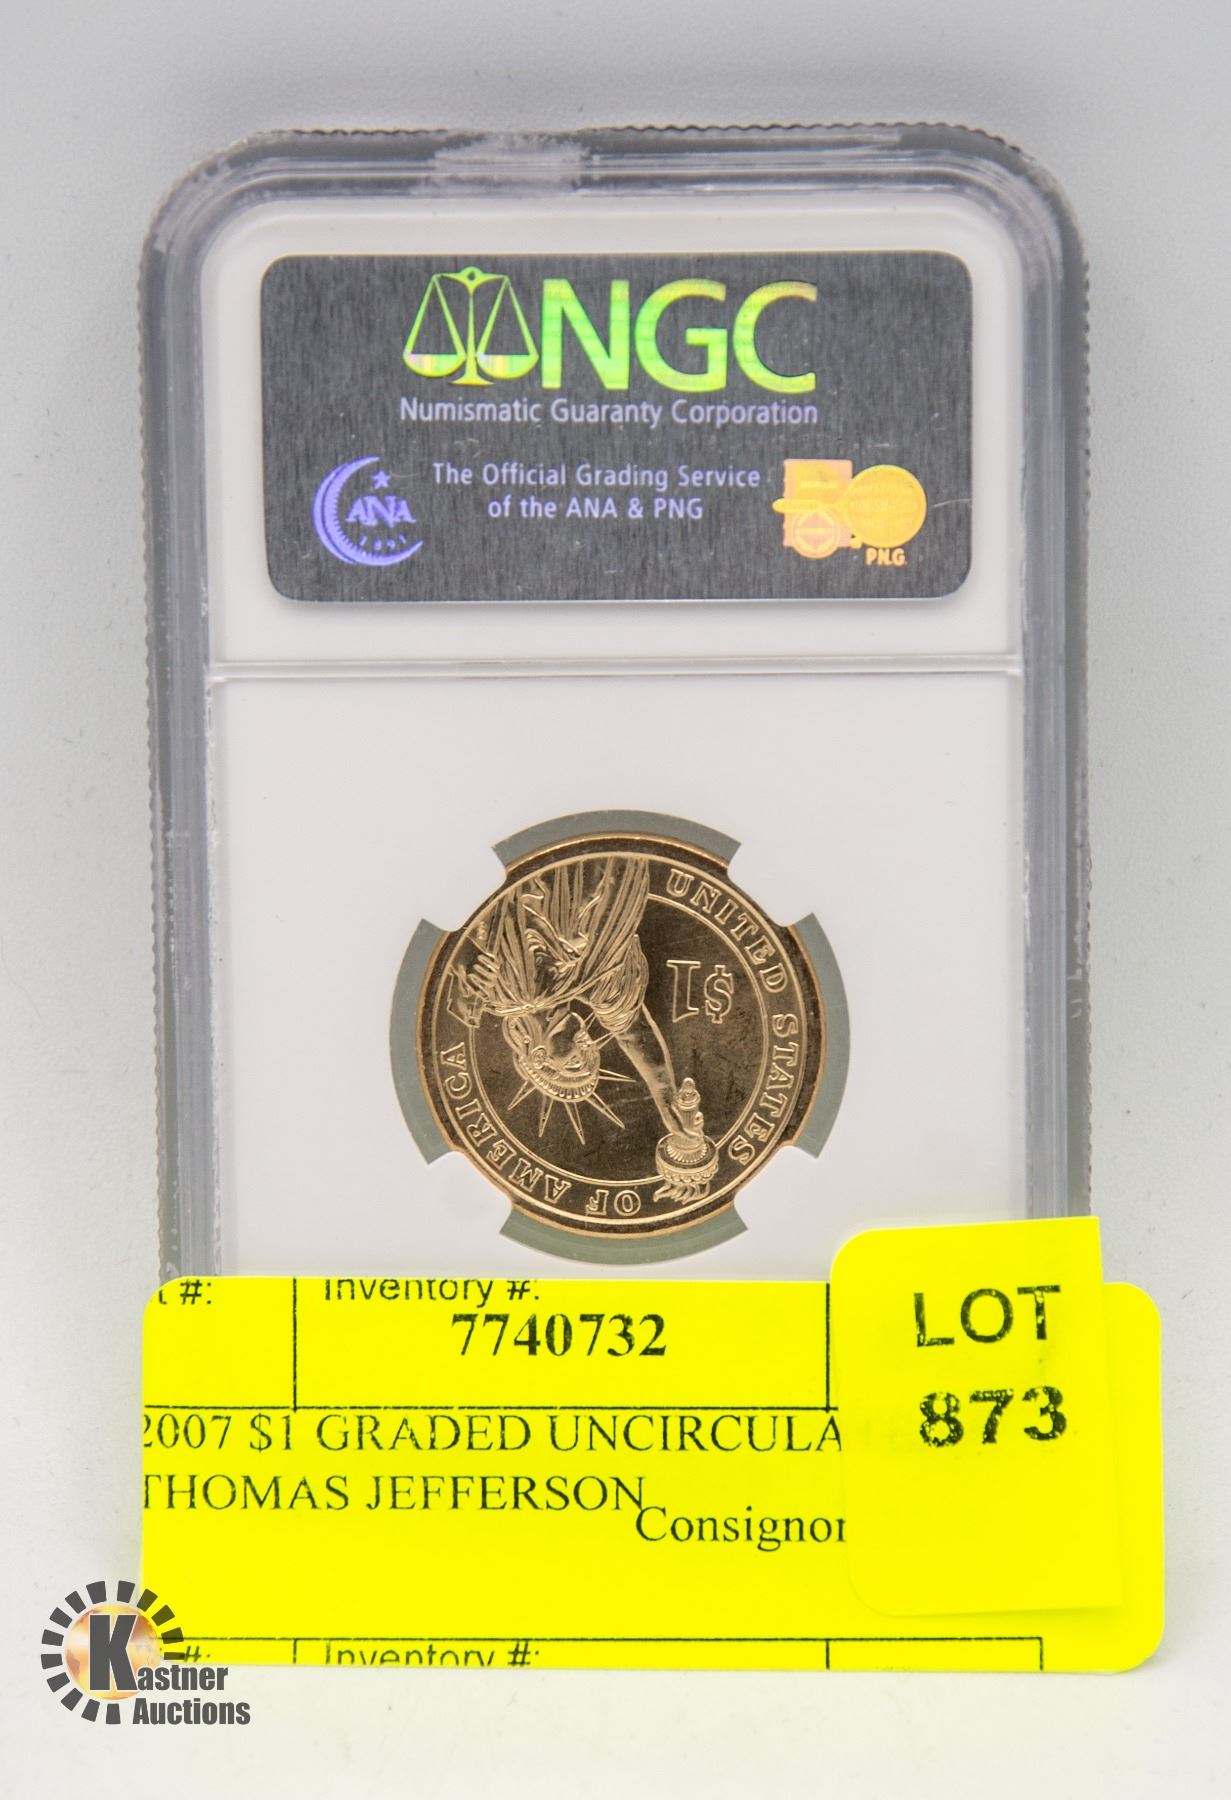 NGC
Numismatic Guaranty Corporation
The Official Grading Service
of the ANA & PNG
ANA
1891
P.N.G.
UNITED STATES OF AMERICA
$1
#:
Inventory #:
7740732
2007 $1 GRADED UNCIRCULA
THOMAS JEFFERSON
Consignor
LOT
873
#:
Inventory #:
KASTNER
AUCTIONS